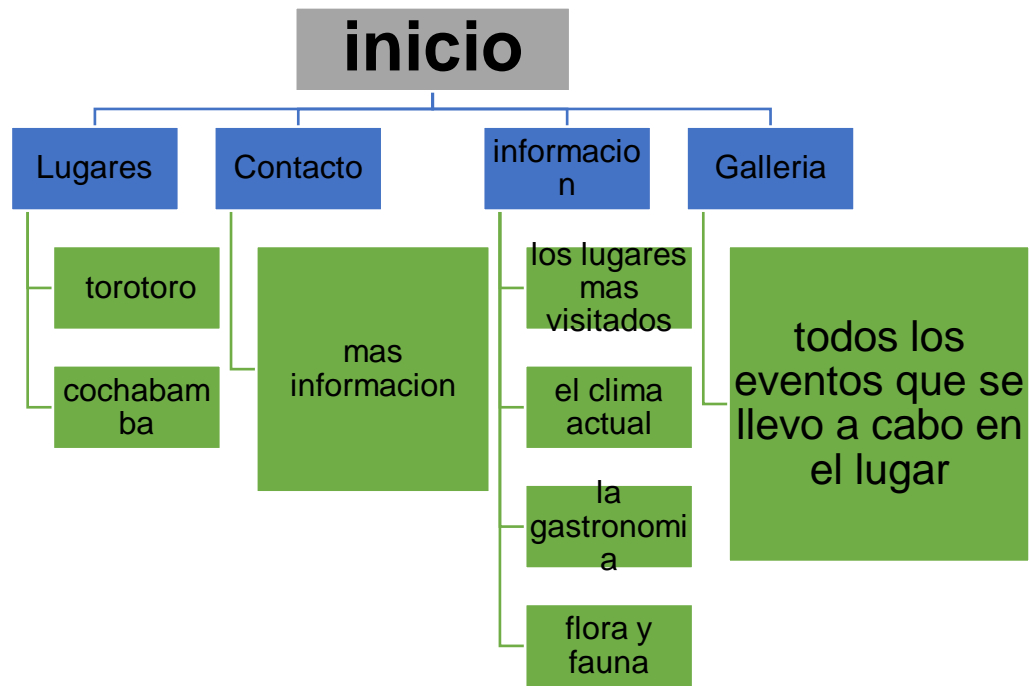 inicio
Lugares
torotoro
cochabam
ba
Contacto
mas
informacion
informacio
n
los lugares
mas
visitados
el clima
actual
la
gastronomi
a
flora y
fauna
Galleria
todos los
eventos que se
llevo a cabo en
el lugar